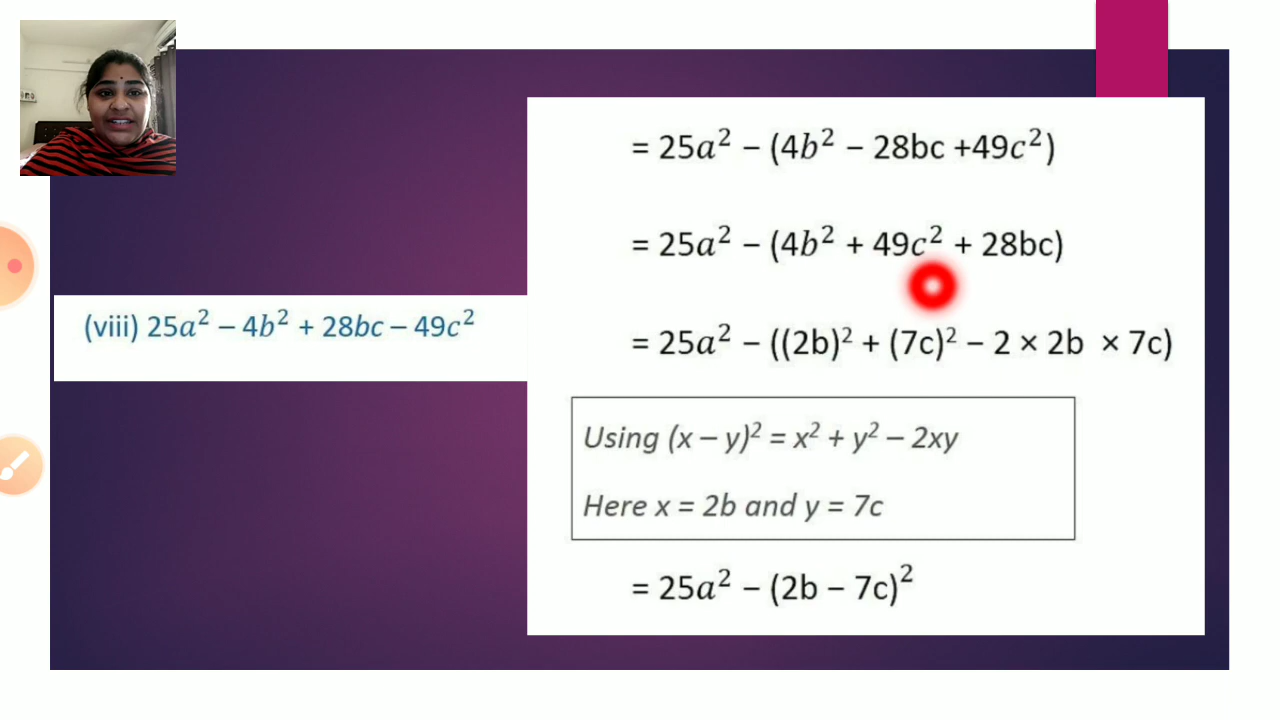 (viii) 25a² – 4b² + 28bc – 49c²
= 25a² – (4b² – 28bc +49c²)
= 25a² – (4b² + 49c² + 28bc)
= 25a² – ((2b)² + (7c)² – 2 × 2b × 7c)
Using (x – y)² = x² + y² – 2xy
Here x = 2b and y = 7c
= 25a² – (2b – 7c)²